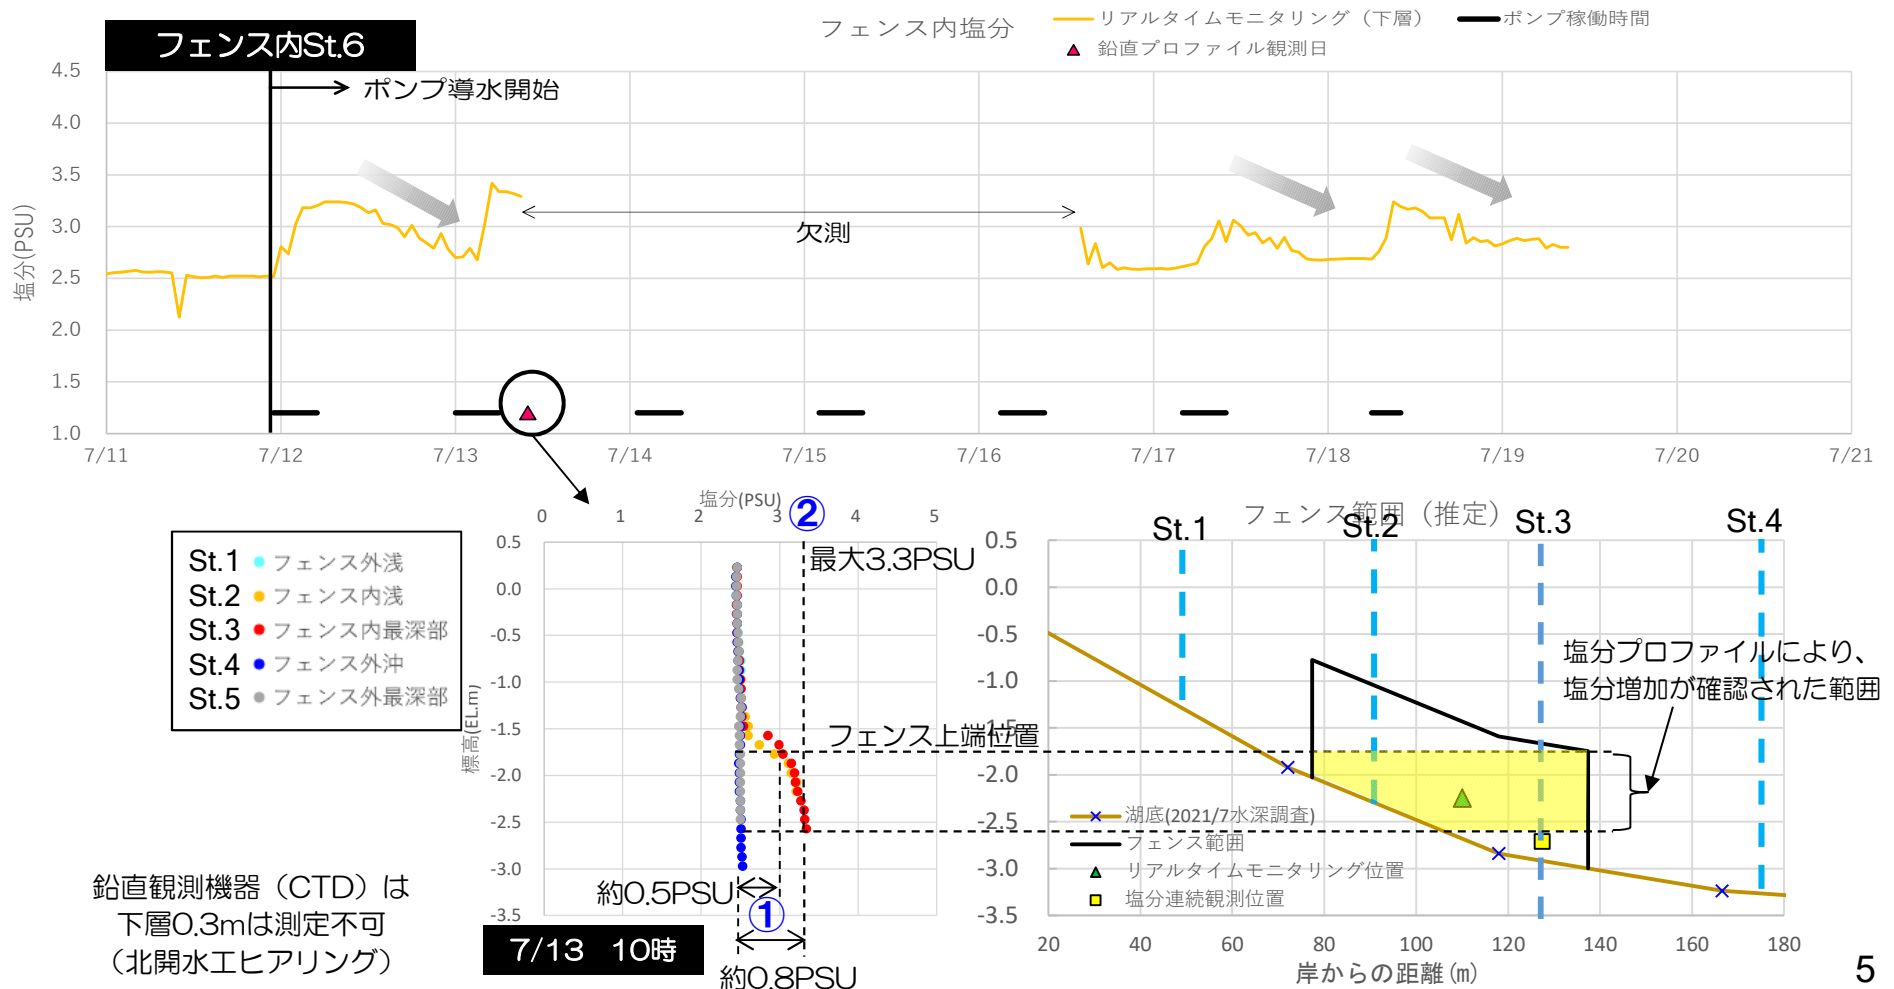 フェンス内St.6
フェンス内塩分
リアルタイムモニタリング（下層）
ポンプ稼働時間
鉛直プロファイル観測日
ポンプ導水開始
塩分(PSU)
4.5
4.0
3.5
3.0
2.5
2.0
1.5
1.0
欠測
7/11 7/12 7/13 7/14 7/15 7/16 7/17 7/18 7/19 7/20 7/21
St.1 フェンス外浅
St.2 フェンス内浅
St.3 フェンス内最深部
St.4 フェンス外沖
St.5 フェンス外最深部
鉛直観測機器（CTD）は
下層0.3mは測定不可
（北開水工ヒアリング）
塩分(PSU)
0 1 2 3 4 5
②
最大3.3PSU
標高(EL.m)
0.5
0.0
-0.5
-1.0
-1.5
-2.0
-2.5
-3.0
-3.5
フェンス上端位置
約0.5PSU
①
約0.8PSU
7/13 10時
フェンス範囲（推定）
St.1 St.2 St.3 St.4
0.5
0.0
-0.5
-1.0
-1.5
-2.0
-2.5
-3.0
-3.5
塩分プロファイルにより、
塩分増加が確認された範囲
湖底(2021/7水深調査)
フェンス範囲
リアルタイムモニタリング位置
塩分連続観測位置
20 40 60 80 100 120 140 160 180
岸からの距離(m)
5